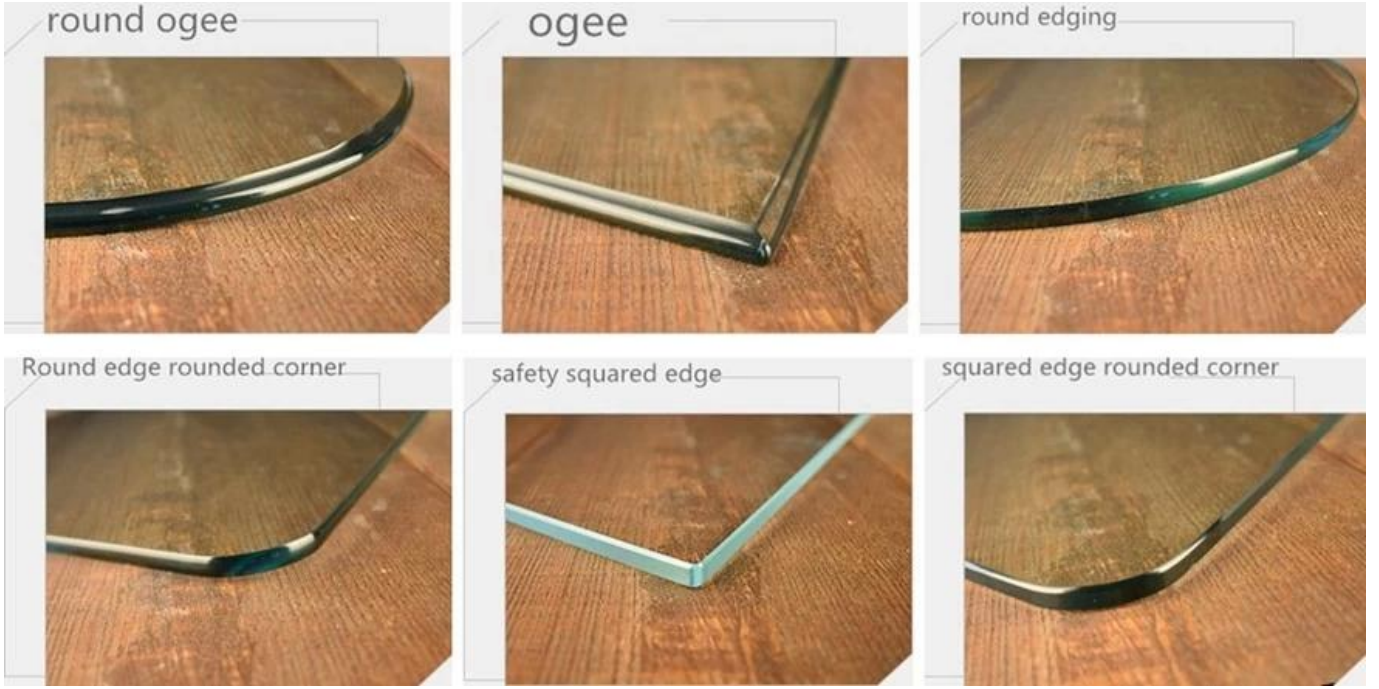 round ogee
ogee
round edging
Round edge rounded corner
safety squared edge
squared edge rounded corner